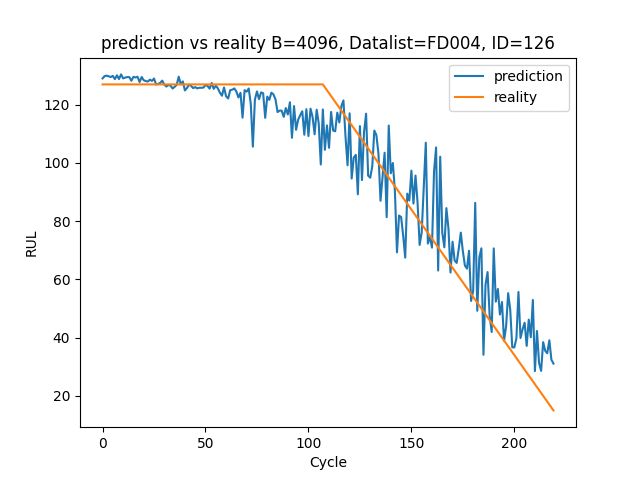 prediction vs reality B=4096, Datalist=FD004, ID=126
prediction
reality
120
100
80
60
40
20
RUL
0 50 100 150 200
Cycle